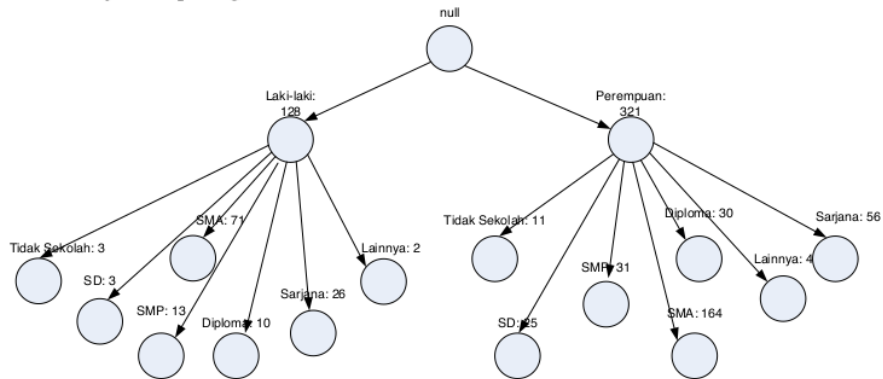 null
Laki-laki:
128
Perempuan:
321
Tidak Sekolah: 3
SD: 3
SMA: 71
SMP: 13
Diploma: 10
Sarjana: 26
Lainnya: 2
Tidak Sekolah: 11
SD: 25
SMP: 31
Diploma: 30
SMA: 164
Lainnya: 4
Sarjana: 56